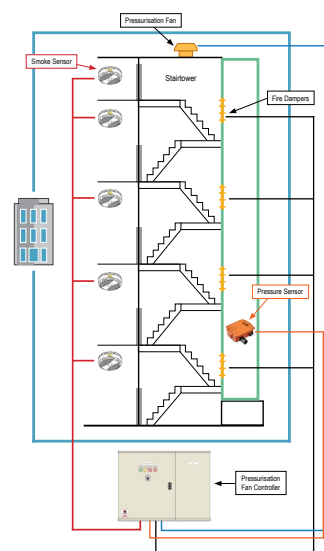 Pressurisation Fan
Smoke Sensor
Stairtower
Fire Dampers
Pressure Sensor
Pressurisation
Fan Controller